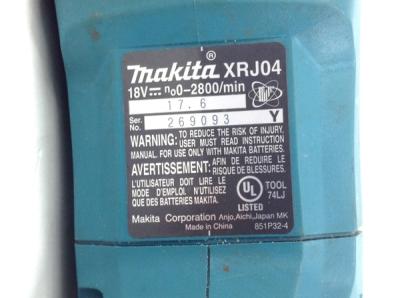 makita® XRJ04
18V⎓ n₀0-2800/min
17.6
Ser. No. 269093 Y
WARNING: TO REDUCE THE RISK OF INJURY,
USER MUST READ INSTRUCTION
MANUAL. FOR USE ONLY WITH MAKITA BATTERIES.
AVERTISSEMENT: AFIN DE RÉDUIRE LE
RISQUE DE BLESSURES,
L'UTILISATEUR DOIT LIRE LE
MODE D'EMPLOI. N'UTILISEZ
QUE DES BATTERIES MAKITA.
UL LISTED
TOOL
74LJ
Makita Corporation Anjo,Aichi,Japan MK
Made in China 851P32-4